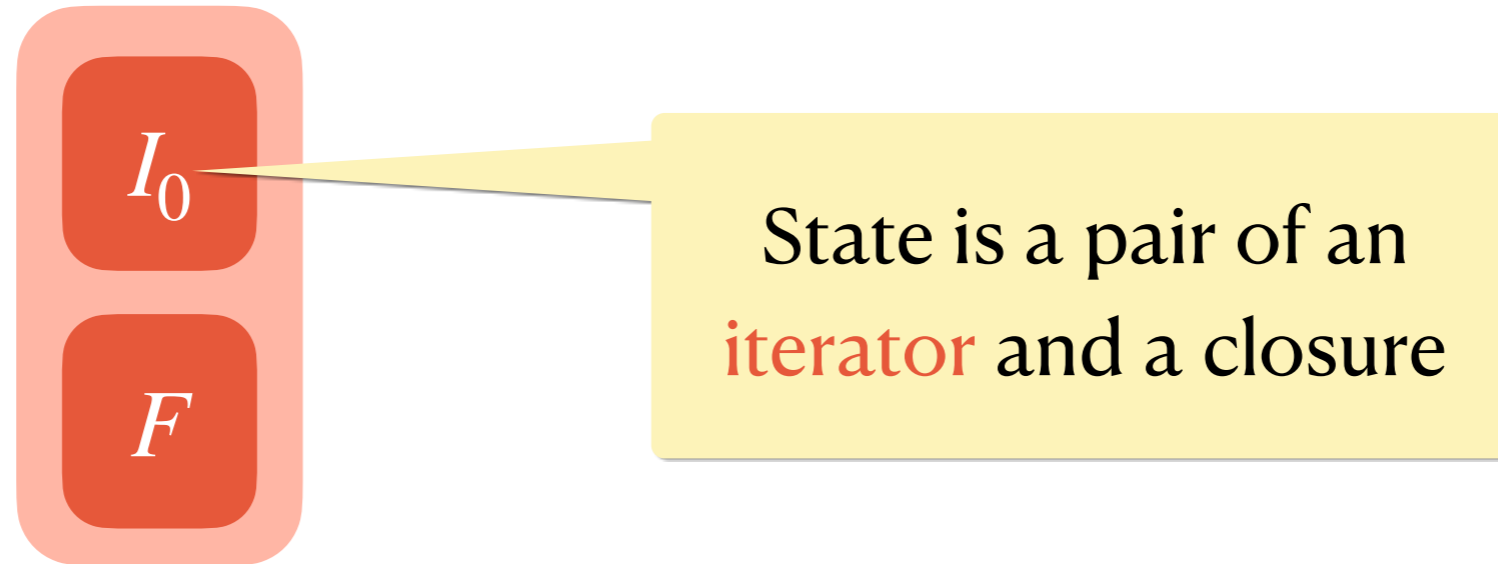 I₀
State is a pair of an
iterator and a closure
F